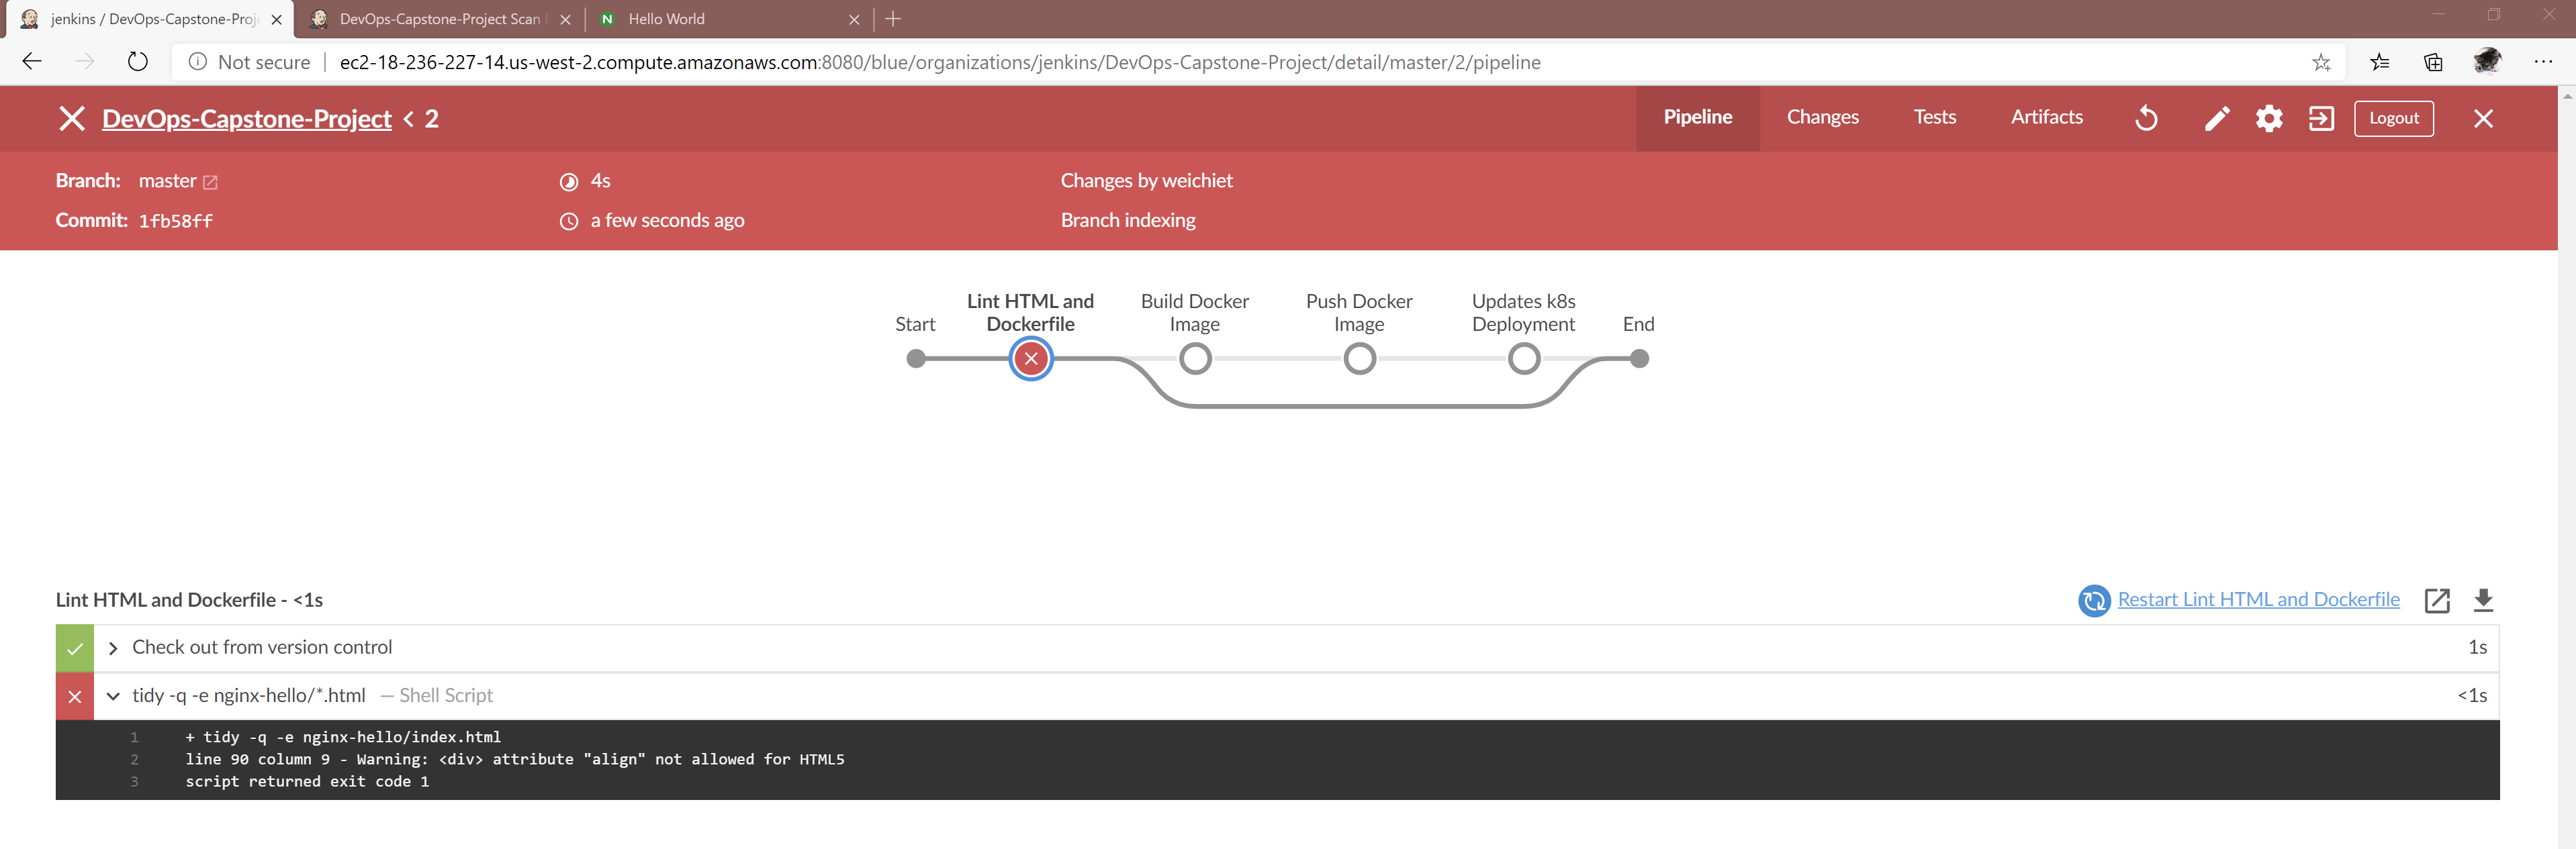 jenkins / DevOps-Capstone-Proj
DevOps-Capstone-Project Scan
N Hello World
Not secure | ec2-18-236-227-14.us-west-2.compute.amazonaws.com:8080/blue/organizations/jenkins/DevOps-Capstone-Project/detail/master/2/pipeline
DevOps-Capstone-Project < 2
Pipeline Changes Tests Artifacts Logout
Branch: master 4s Changes by weichiet
Commit: 1fb58ff a few seconds ago Branch indexing
Start
Lint HTML and
Dockerfile
Build Docker
Image
Push Docker
Image
Updates k8s
Deployment
End
Lint HTML and Dockerfile - <1s
Restart Lint HTML and Dockerfile
Check out from version control 1s
tidy -q -e nginx-hello/*.html — Shell Script <1s
1 + tidy -q -e nginx-hello/index.html
2 line 90 column 9 - Warning: <div> attribute "align" not allowed for HTML5
3 script returned exit code 1